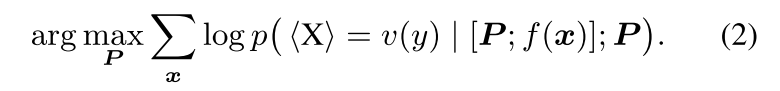 arg max_P ∑_x log p( ⟨X⟩ = v(y) | [P; f(x)]; P ). (2)